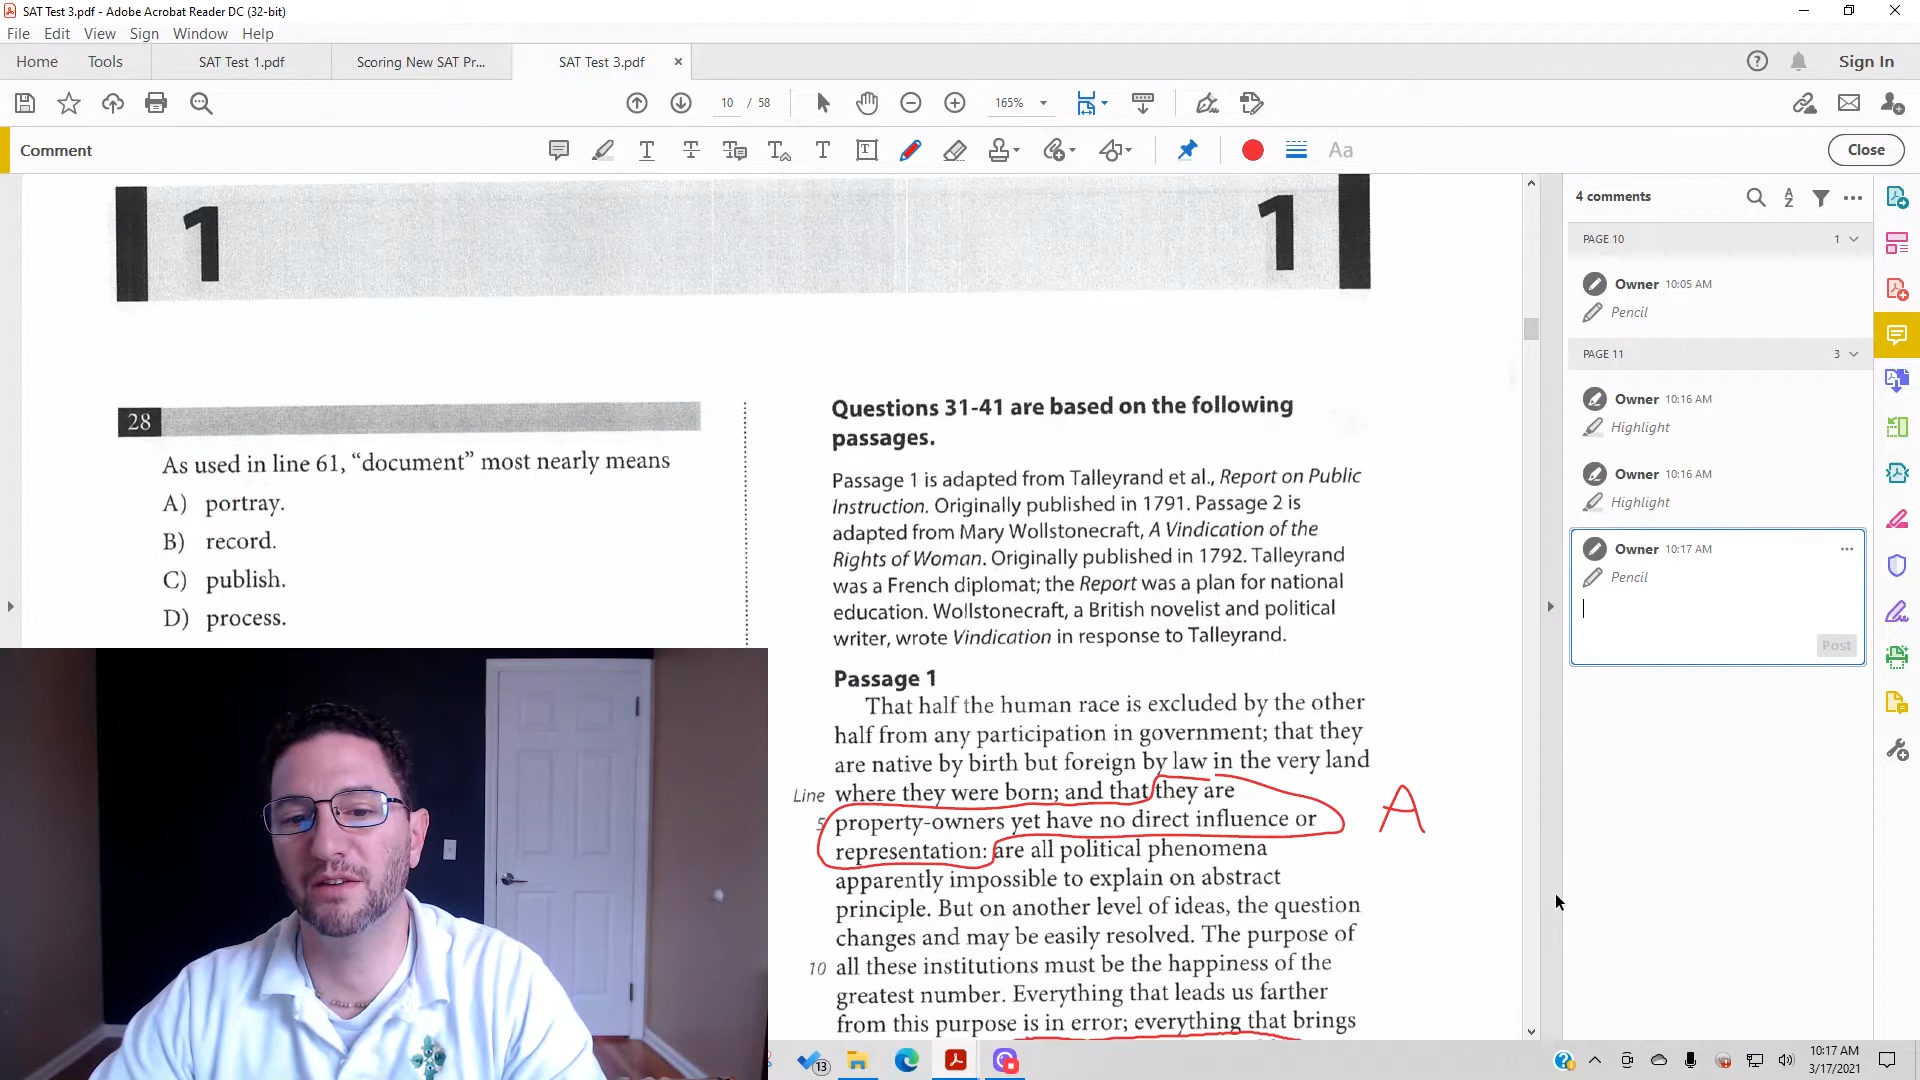 SAT Test 3.pdf - Adobe Acrobat Reader DC (32-bit)
File Edit View Sign Window Help
Home Tools SAT Test 1.pdf Scoring New SAT Pr... SAT Test 3.pdf Sign In
10 / 58 165%
Comment Aa Close
1 1
28
As used in line 61, “document” most nearly means
A) portray.
B) record.
C) publish.
D) process.
Questions 31-41 are based on the following
passages.
Passage 1 is adapted from Talleyrand et al., Report on Public
Instruction. Originally published in 1791. Passage 2 is
adapted from Mary Wollstonecraft, A Vindication of the
Rights of Woman. Originally published in 1792. Talleyrand
was a French diplomat; the Report was a plan for national
education. Wollstonecraft, a British novelist and political
writer, wrote Vindication in response to Talleyrand.
Passage 1
That half the human race is excluded by the other
half from any participation in government; that they
are native by birth but foreign by law in the very land
Line where they were born; and that they are
5 property-owners yet have no direct influence or
representation: are all political phenomena
apparently impossible to explain on abstract
principle. But on another level of ideas, the question
changes and may be easily resolved. The purpose of
10 all these institutions must be the happiness of the
greatest number. Everything that leads us farther
from this purpose is in error; everything that brings
A
4 comments
PAGE 10 1
Owner 10:05 AM
Pencil
PAGE 11 3
Owner 10:16 AM
Highlight
Owner 10:16 AM
Highlight
Owner 10:17 AM
Pencil
Post
13
10:17 AM
3/17/2021